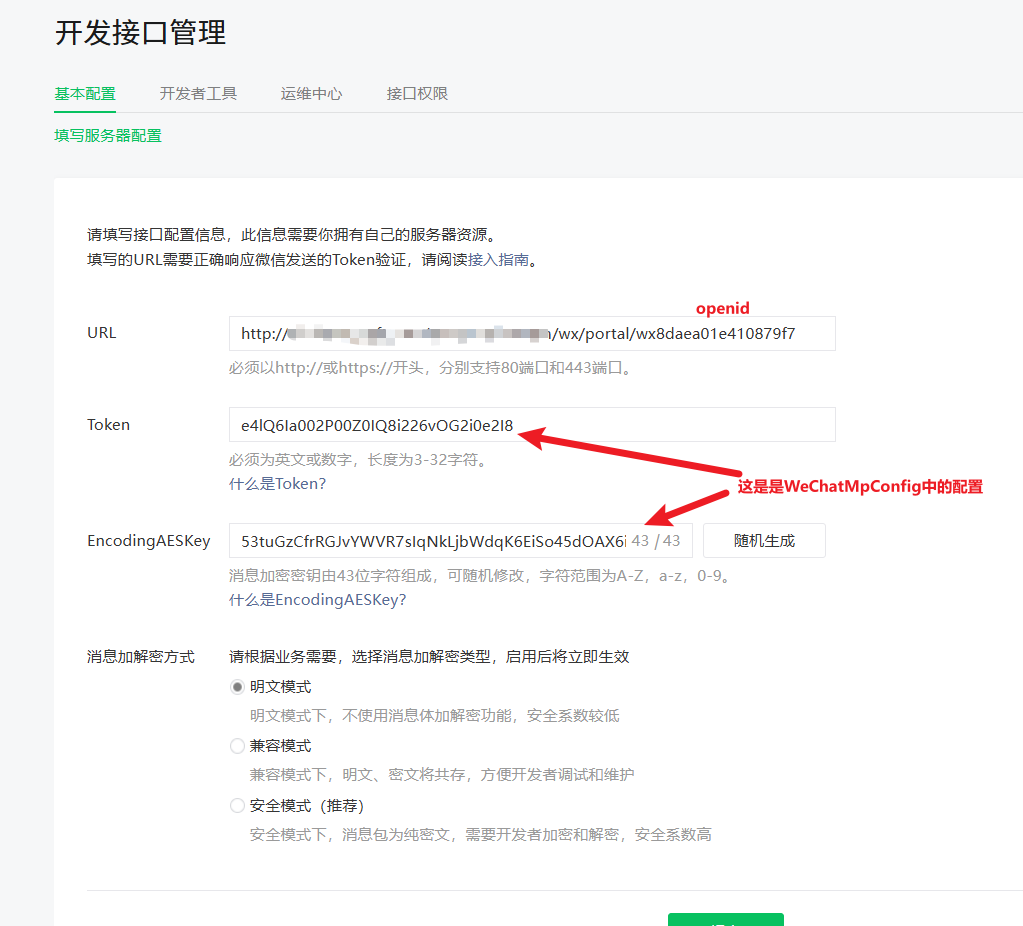 开发接口管理
基本配置 开发者工具 运维中心 接口权限
填写服务器配置
请填写接口配置信息，此信息需要你拥有自己的服务器资源。
填写的URL需要正确响应微信发送的Token验证，请阅读接入指南。
openid
URL http:// /wx/portal/wx8daea01e410879f7
必须以http://或https://开头，分别支持80端口和443端口。
Token e4lQ6Ia002P00Z0IQ8i226vOG2i0e2I8
必须为英文或数字，长度为3-32字符。
什么是Token?
这是是WeChatMpConfig中的配置
EncodingAESKey 53tuGzCfrRGJvYWVR7sIqNkLjbWdqK6EiSo45dOAX6i 43 / 43 随机生成
消息加密密钥由43位字符组成，可随机修改，字符范围为A-Z，a-z，0-9。
什么是EncodingAESKey?
消息加解密方式 请根据业务需要，选择消息加解密类型，启用后将立即生效
明文模式
明文模式下，不使用消息体加解密功能，安全系数较低
兼容模式
兼容模式下，明文、密文将共存，方便开发者调试和维护
安全模式（推荐）
安全模式下，消息包为纯密文，需要开发者加密和解密，安全系数高